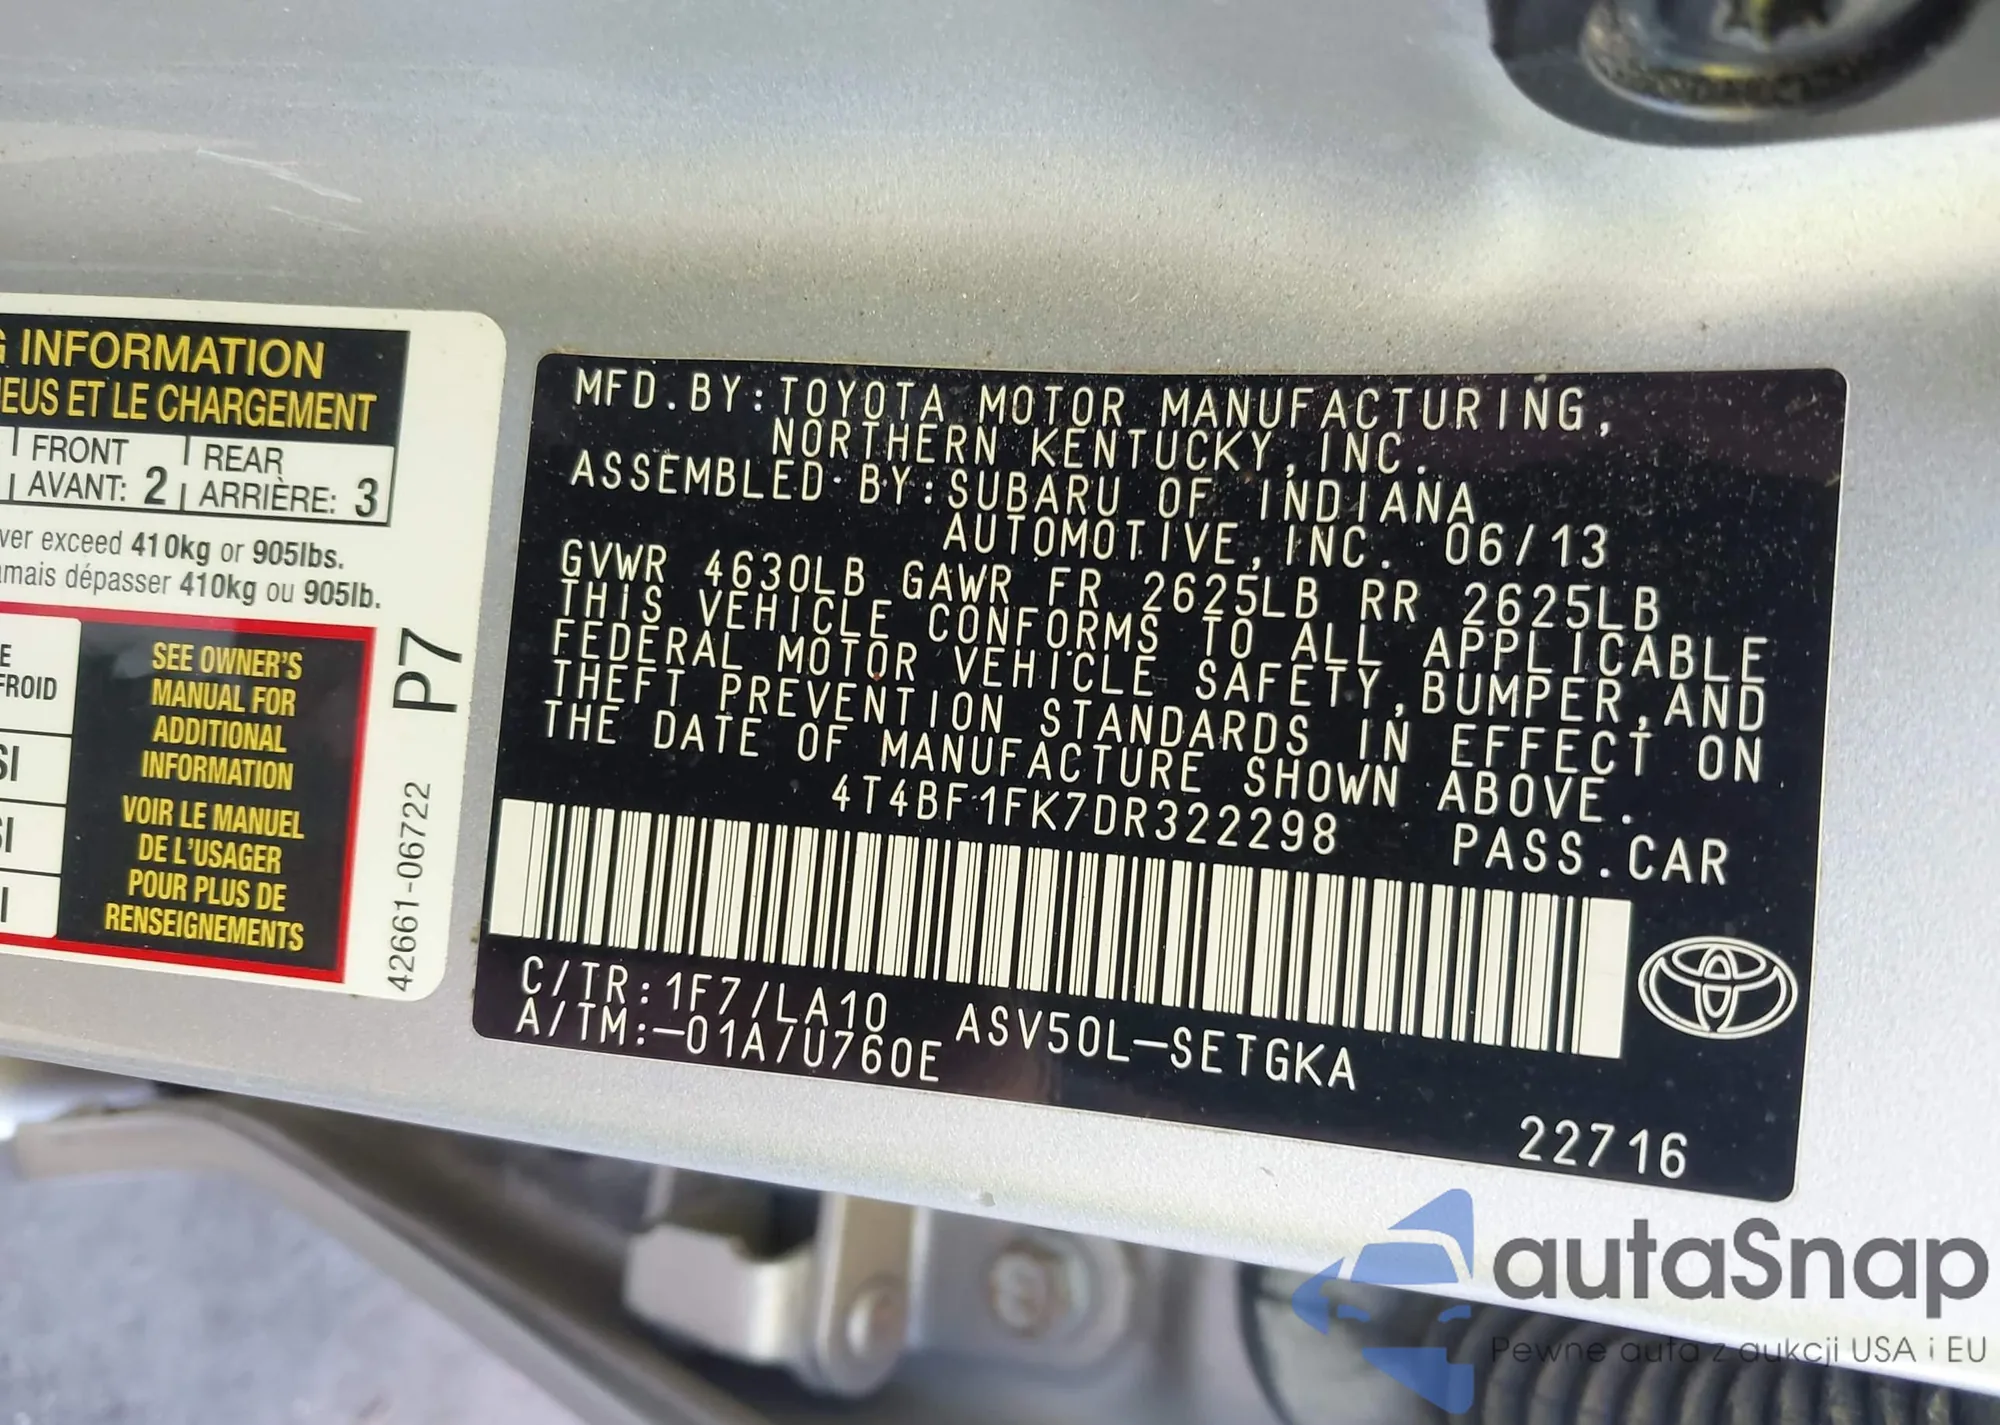 G INFORMATION
EUS ET LE CHARGEMENT
FRONT
AVANT: 2
REAR
ARRIÈRE: 3
ver exceed 410kg or 905lbs.
amais dépasser 410kg ou 905lb.
E
FROID
SI
SI
I
SEE OWNER'S
MANUAL FOR
ADDITIONAL
INFORMATION
VOIR LE MANUEL
DE L'USAGER
POUR PLUS DE
RENSEIGNEMENTS
P7
42661-06722
MFD.BY:TOYOTA MOTOR MANUFACTURING,
NORTHERN KENTUCKY,INC.
ASSEMBLED BY:SUBARU OF INDIANA
AUTOMOTIVE,INC. 06/13
GVWR 4630LB GAWR FR 2625LB RR 2625LB
THIS VEHICLE CONFORMS TO ALL APPLICABLE
FEDERAL MOTOR VEHICLE SAFETY,BUMPER,AND
THEFT PREVENTION STANDARDS IN EFFECT ON
THE DATE OF MANUFACTURE SHOWN ABOVE.
4T4BF1FK7DR322298 PASS.CAR
C/TR:1F7/LA10 ASV50L-SETGKA
A/TM:-01A/U760E
22716
autaSnap
Pewne auta z aukcji USA i EU